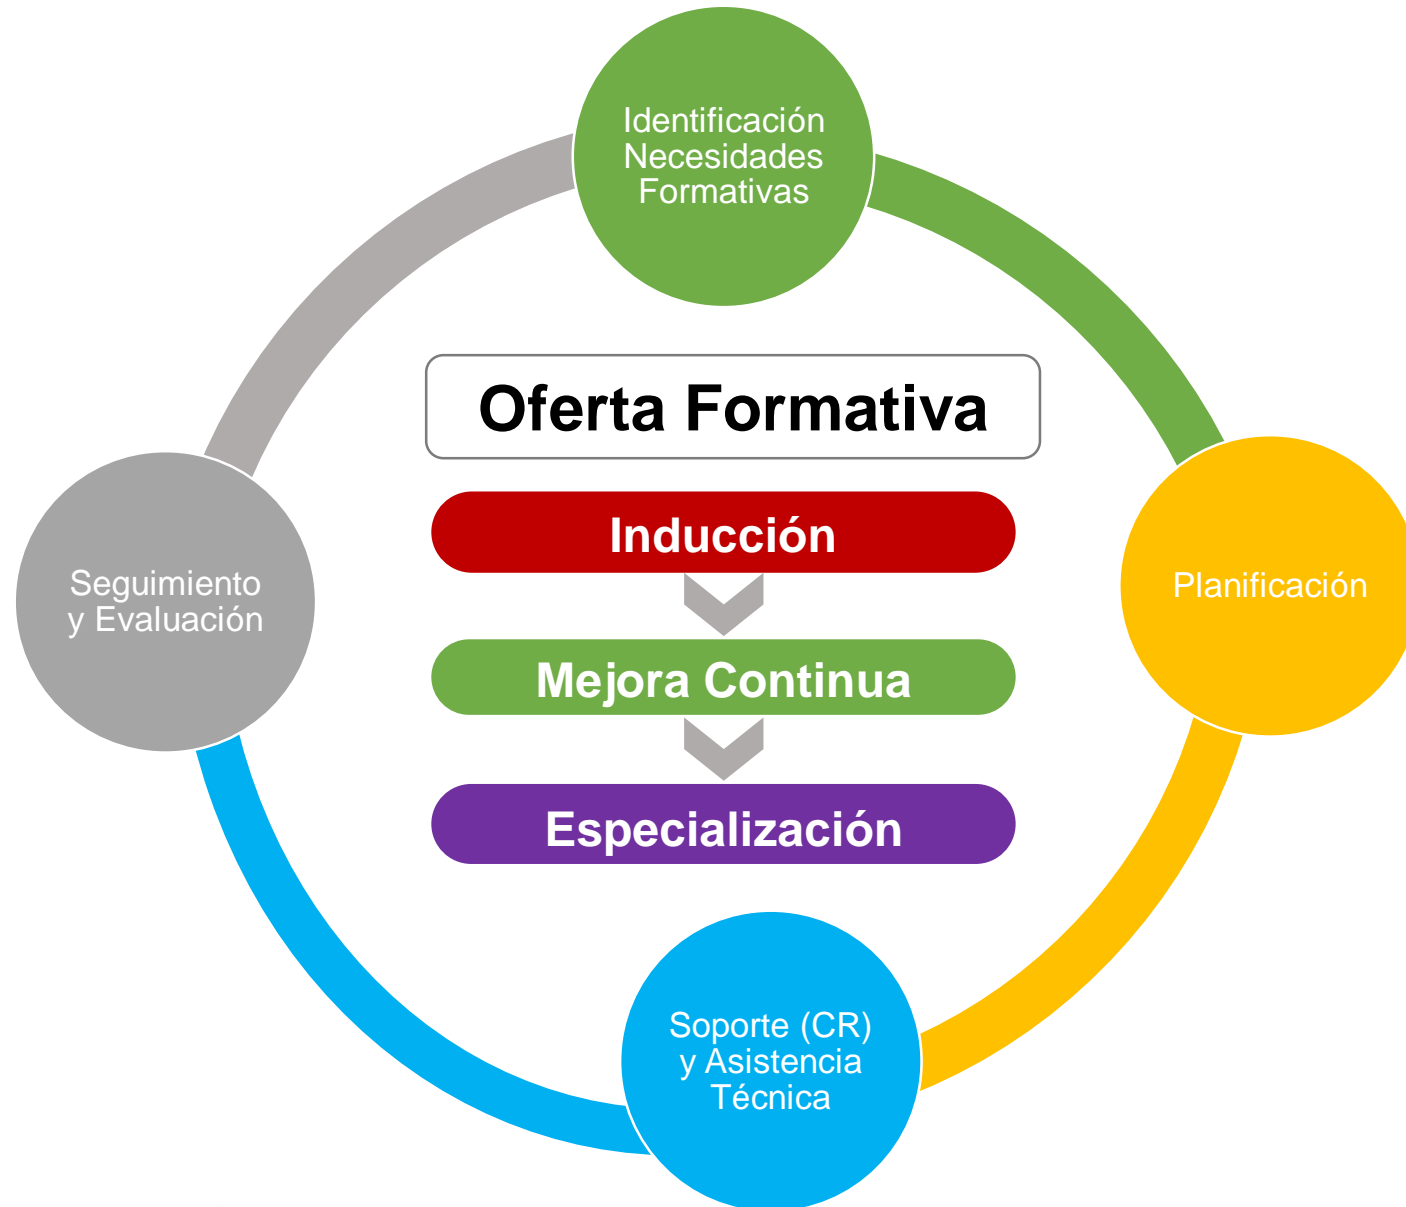 Identificación
Necesidades
Formativas
Oferta Formativa
Inducción
Seguimiento
y Evaluación
Planificación
Mejora Continua
Especialización
Soporte (CR)
y Asistencia
Técnica